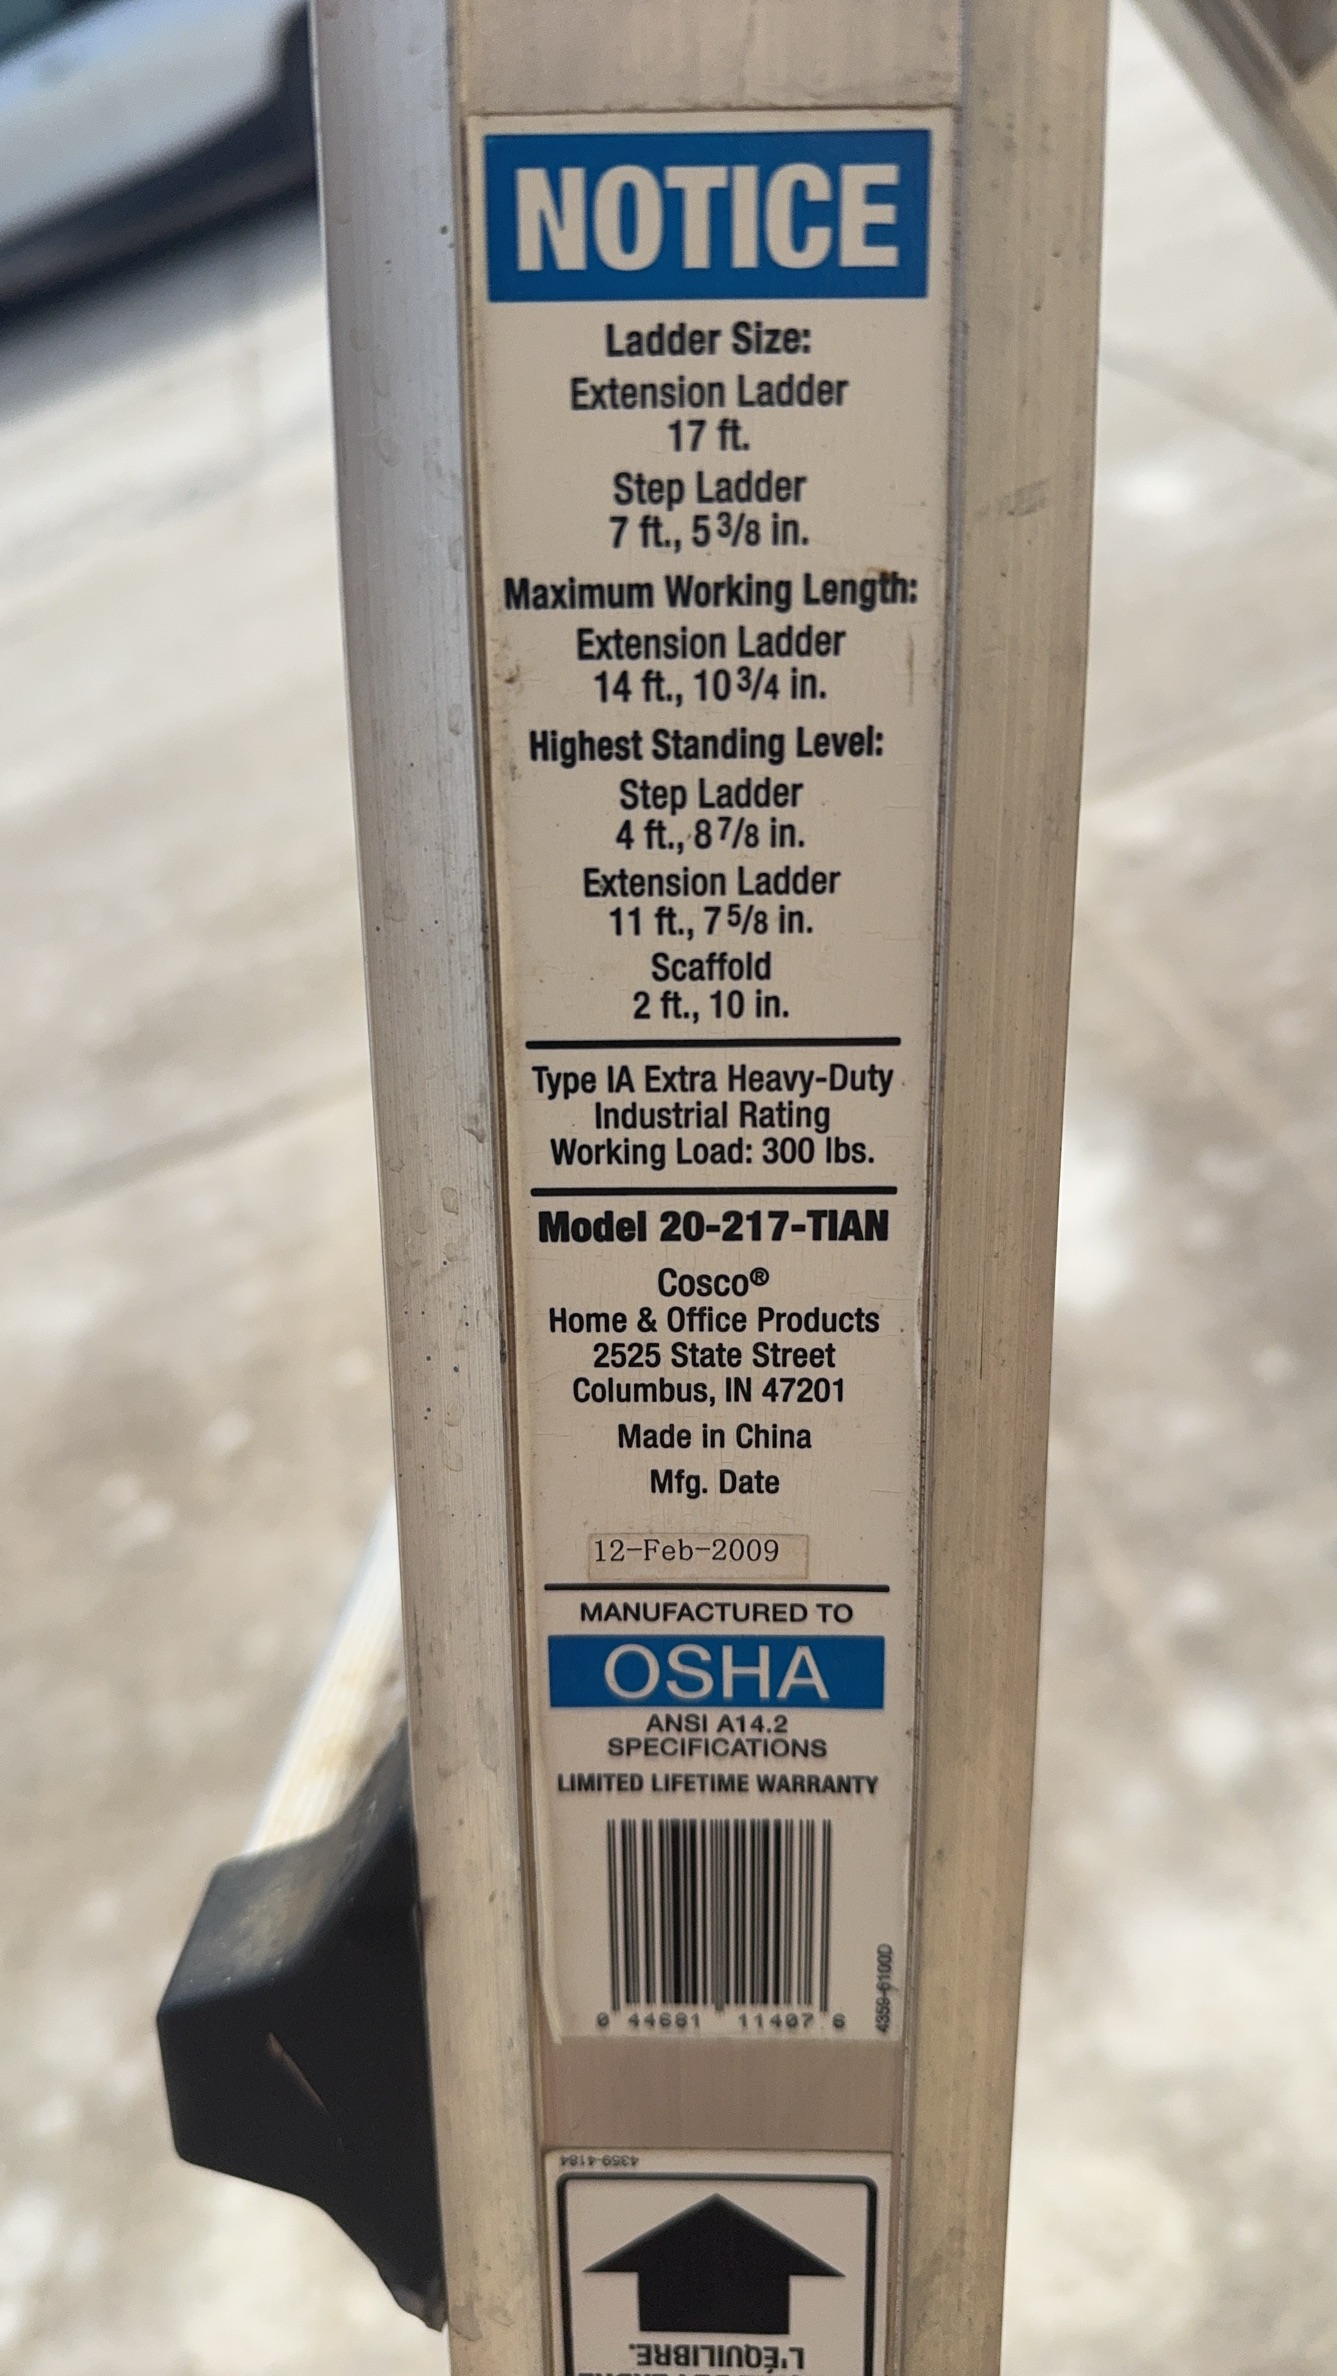 NOTICE
Ladder Size:
Extension Ladder
17 ft.
Step Ladder
7 ft., 5 3/8 in.
Maximum Working Length:
Extension Ladder
14 ft., 10 3/4 in.
Highest Standing Level:
Step Ladder
4 ft., 8 7/8 in.
Extension Ladder
11 ft., 7 5/8 in.
Scaffold
2 ft., 10 in.
Type IA Extra Heavy-Duty
Industrial Rating
Working Load: 300 lbs.
Model 20-217-TIAN
Cosco®
Home & Office Products
2525 State Street
Columbus, IN 47201
Made in China
Mfg. Date
12-Feb-2009
MANUFACTURED TO
OSHA
ANSI A14.2
SPECIFICATIONS
LIMITED LIFETIME WARRANTY
0 44681 11407 6
4359-6100D
4359-4184
L'ÉQUILIBRE.